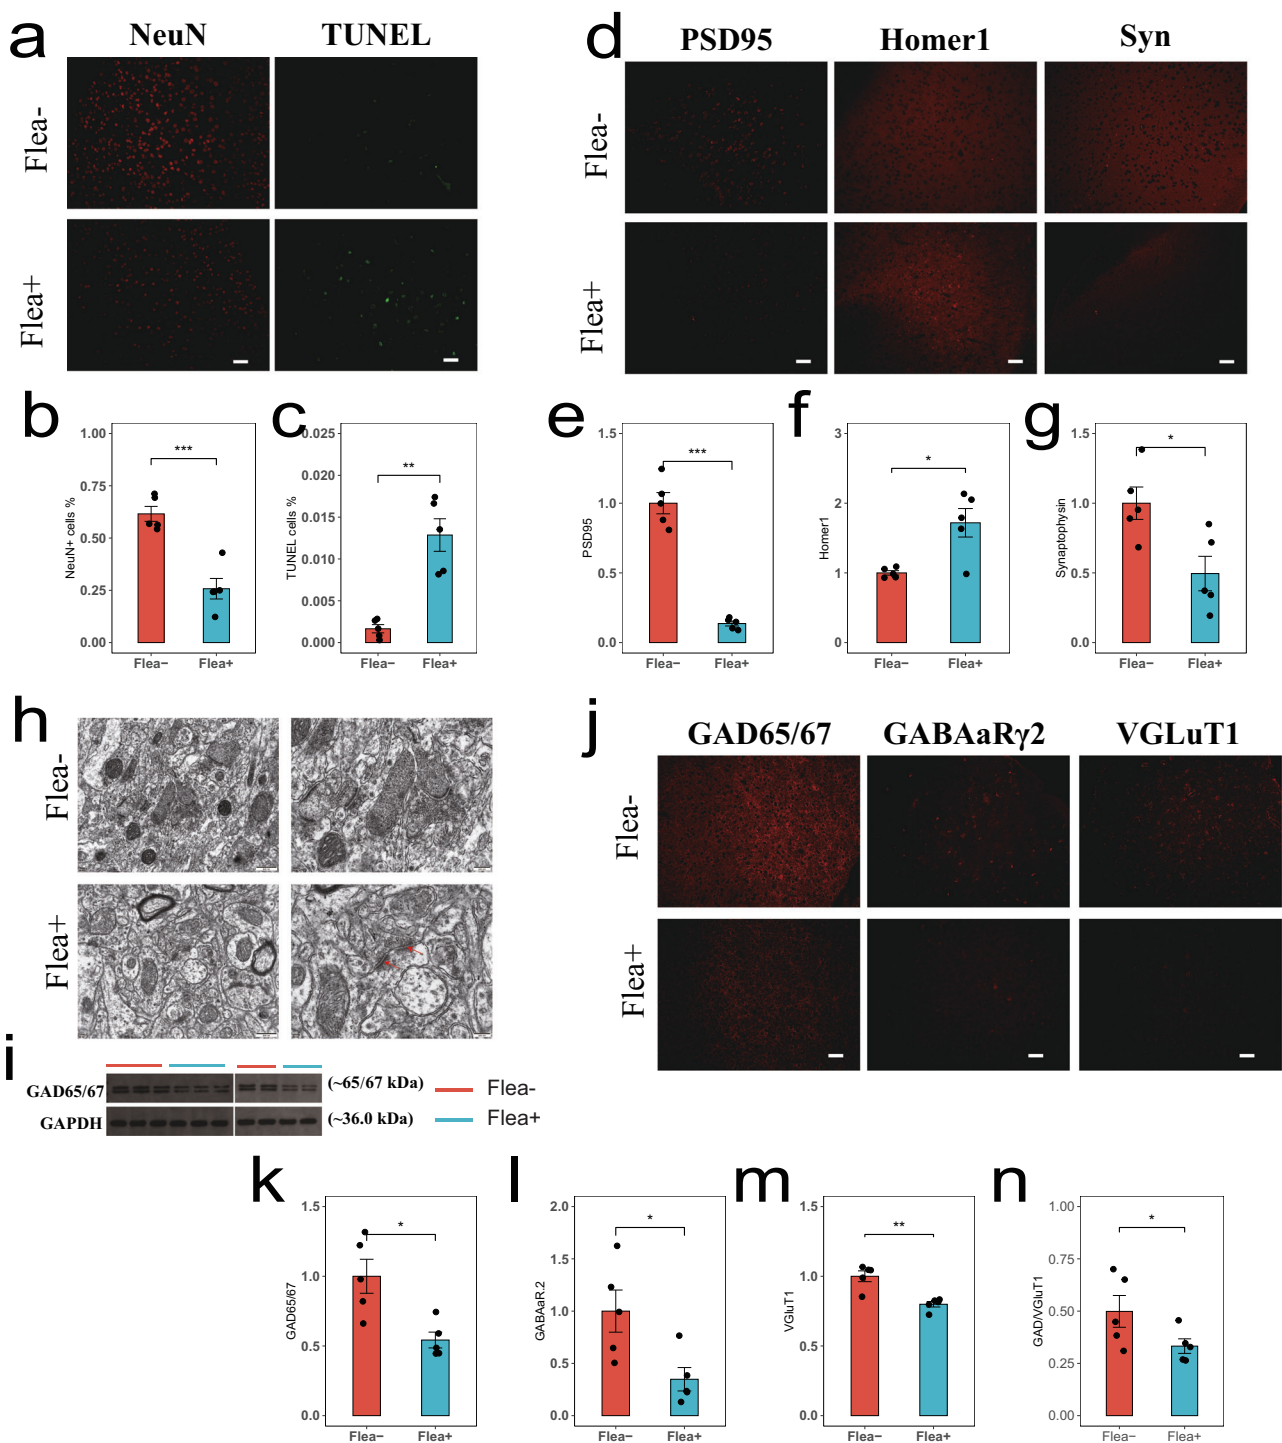 a
NeuN
TUNEL
Flea-
Flea+
d
PSD95
Homer1
Syn
Flea-
Flea+
b
NeuN+ cells %
1.00
0.75
0.50
0.25
0.00
***
Flea−
Flea+
c
TUNEL cells %
0.025
0.020
0.015
0.010
0.005
0.000
**
Flea−
Flea+
e
PSD95
1.5
1.0
0.5
0.0
***
Flea−
Flea+
f
Homer1
3
2
1
0
*
Flea−
Flea+
g
Synaptophysin
1.5
1.0
0.5
0.0
*
Flea−
Flea+
h
Flea-
Flea+
j
GAD65/67
GABAaRγ2
VGLuT1
Flea-
Flea+
i
GAD65/67
(~65/67 kDa)
GAPDH
(~36.0 kDa)
Flea-
Flea+
k
GAD65/67
1.5
1.0
0.5
0.0
*
Flea−
Flea+
l
GABAaR.2
2.0
1.5
1.0
0.5
0.0
*
Flea−
Flea+
m
VGluT1
1.5
1.0
0.5
0.0
**
Flea−
Flea+
n
GAD/VGluT1
1.00
0.75
0.50
0.25
0.00
*
Flea−
Flea+